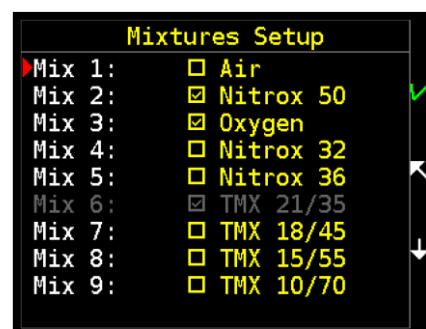 Mixtures Setup
Mix 1: ☐ Air
Mix 2: ☑ Nitrox 50
Mix 3: ☑ Oxygen
Mix 4: ☐ Nitrox 32
Mix 5: ☐ Nitrox 36
Mix 6: ☑ TMX 21/35
Mix 7: ☐ TMX 18/45
Mix 8: ☐ TMX 15/55
Mix 9: ☐ TMX 10/70